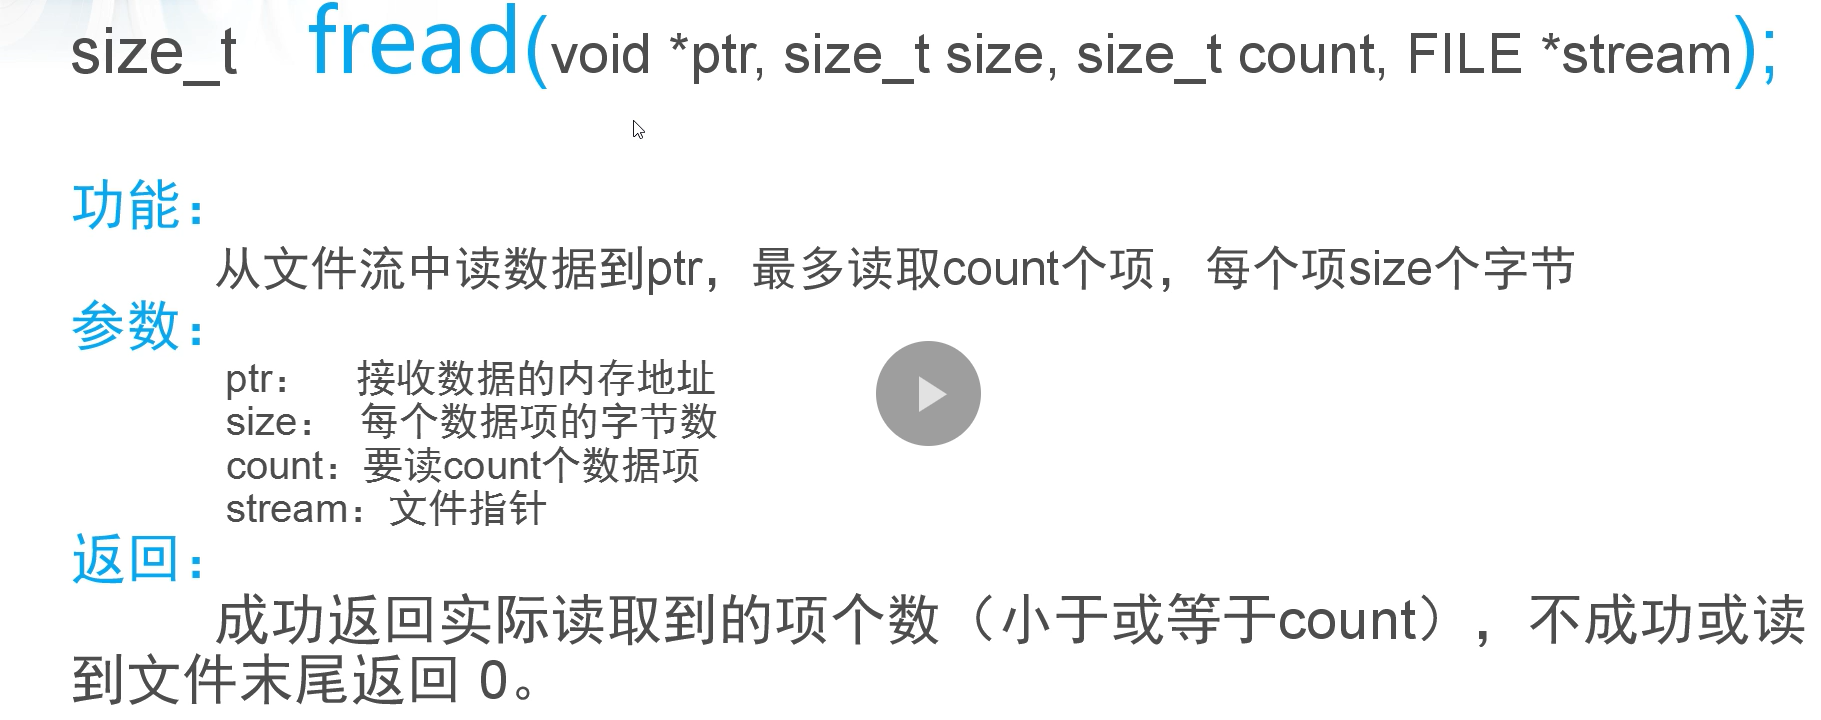 size_t fread(void *ptr, size_t size, size_t count, FILE *stream);
功能：
从文件流中读数据到ptr，最多读取count个项，每个项size个字节
参数：
ptr： 接收数据的内存地址
size： 每个数据项的字节数
count：要读count个数据项
stream：文件指针
返回：
成功返回实际读取到的项个数（小于或等于count），不成功或读
到文件末尾返回 0。